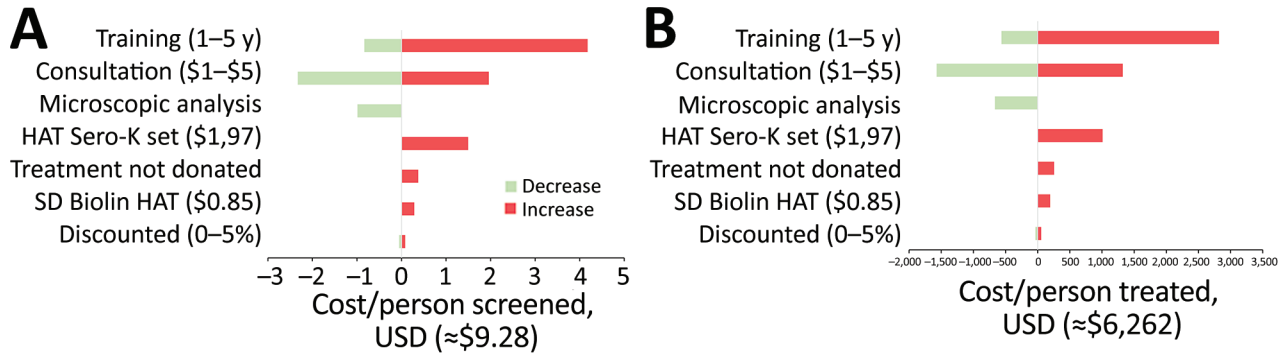 A
Training (1–5 y)
Consultation ($1–$5)
Microscopic analysis
HAT Sero-K set ($1,97)
Treatment not donated
SD Biolin HAT ($0.85)
Discounted (0–5%)
Decrease
Increase
–3 –2 –1 0 1 2 3 4 5
Cost/person screened,
USD (≈$9.28)
B
Training (1–5 y)
Consultation ($1–$5)
Microscopic analysis
HAT Sero-K set ($1,97)
Treatment not donated
SD Biolin HAT ($0.85)
Discounted (0–5%)
–2,000 –1,500 –1,000 –500 0 500 1,000 1,500 2,000 2,500 3,000 3,500
Cost/person treated,
USD (≈$6,262)